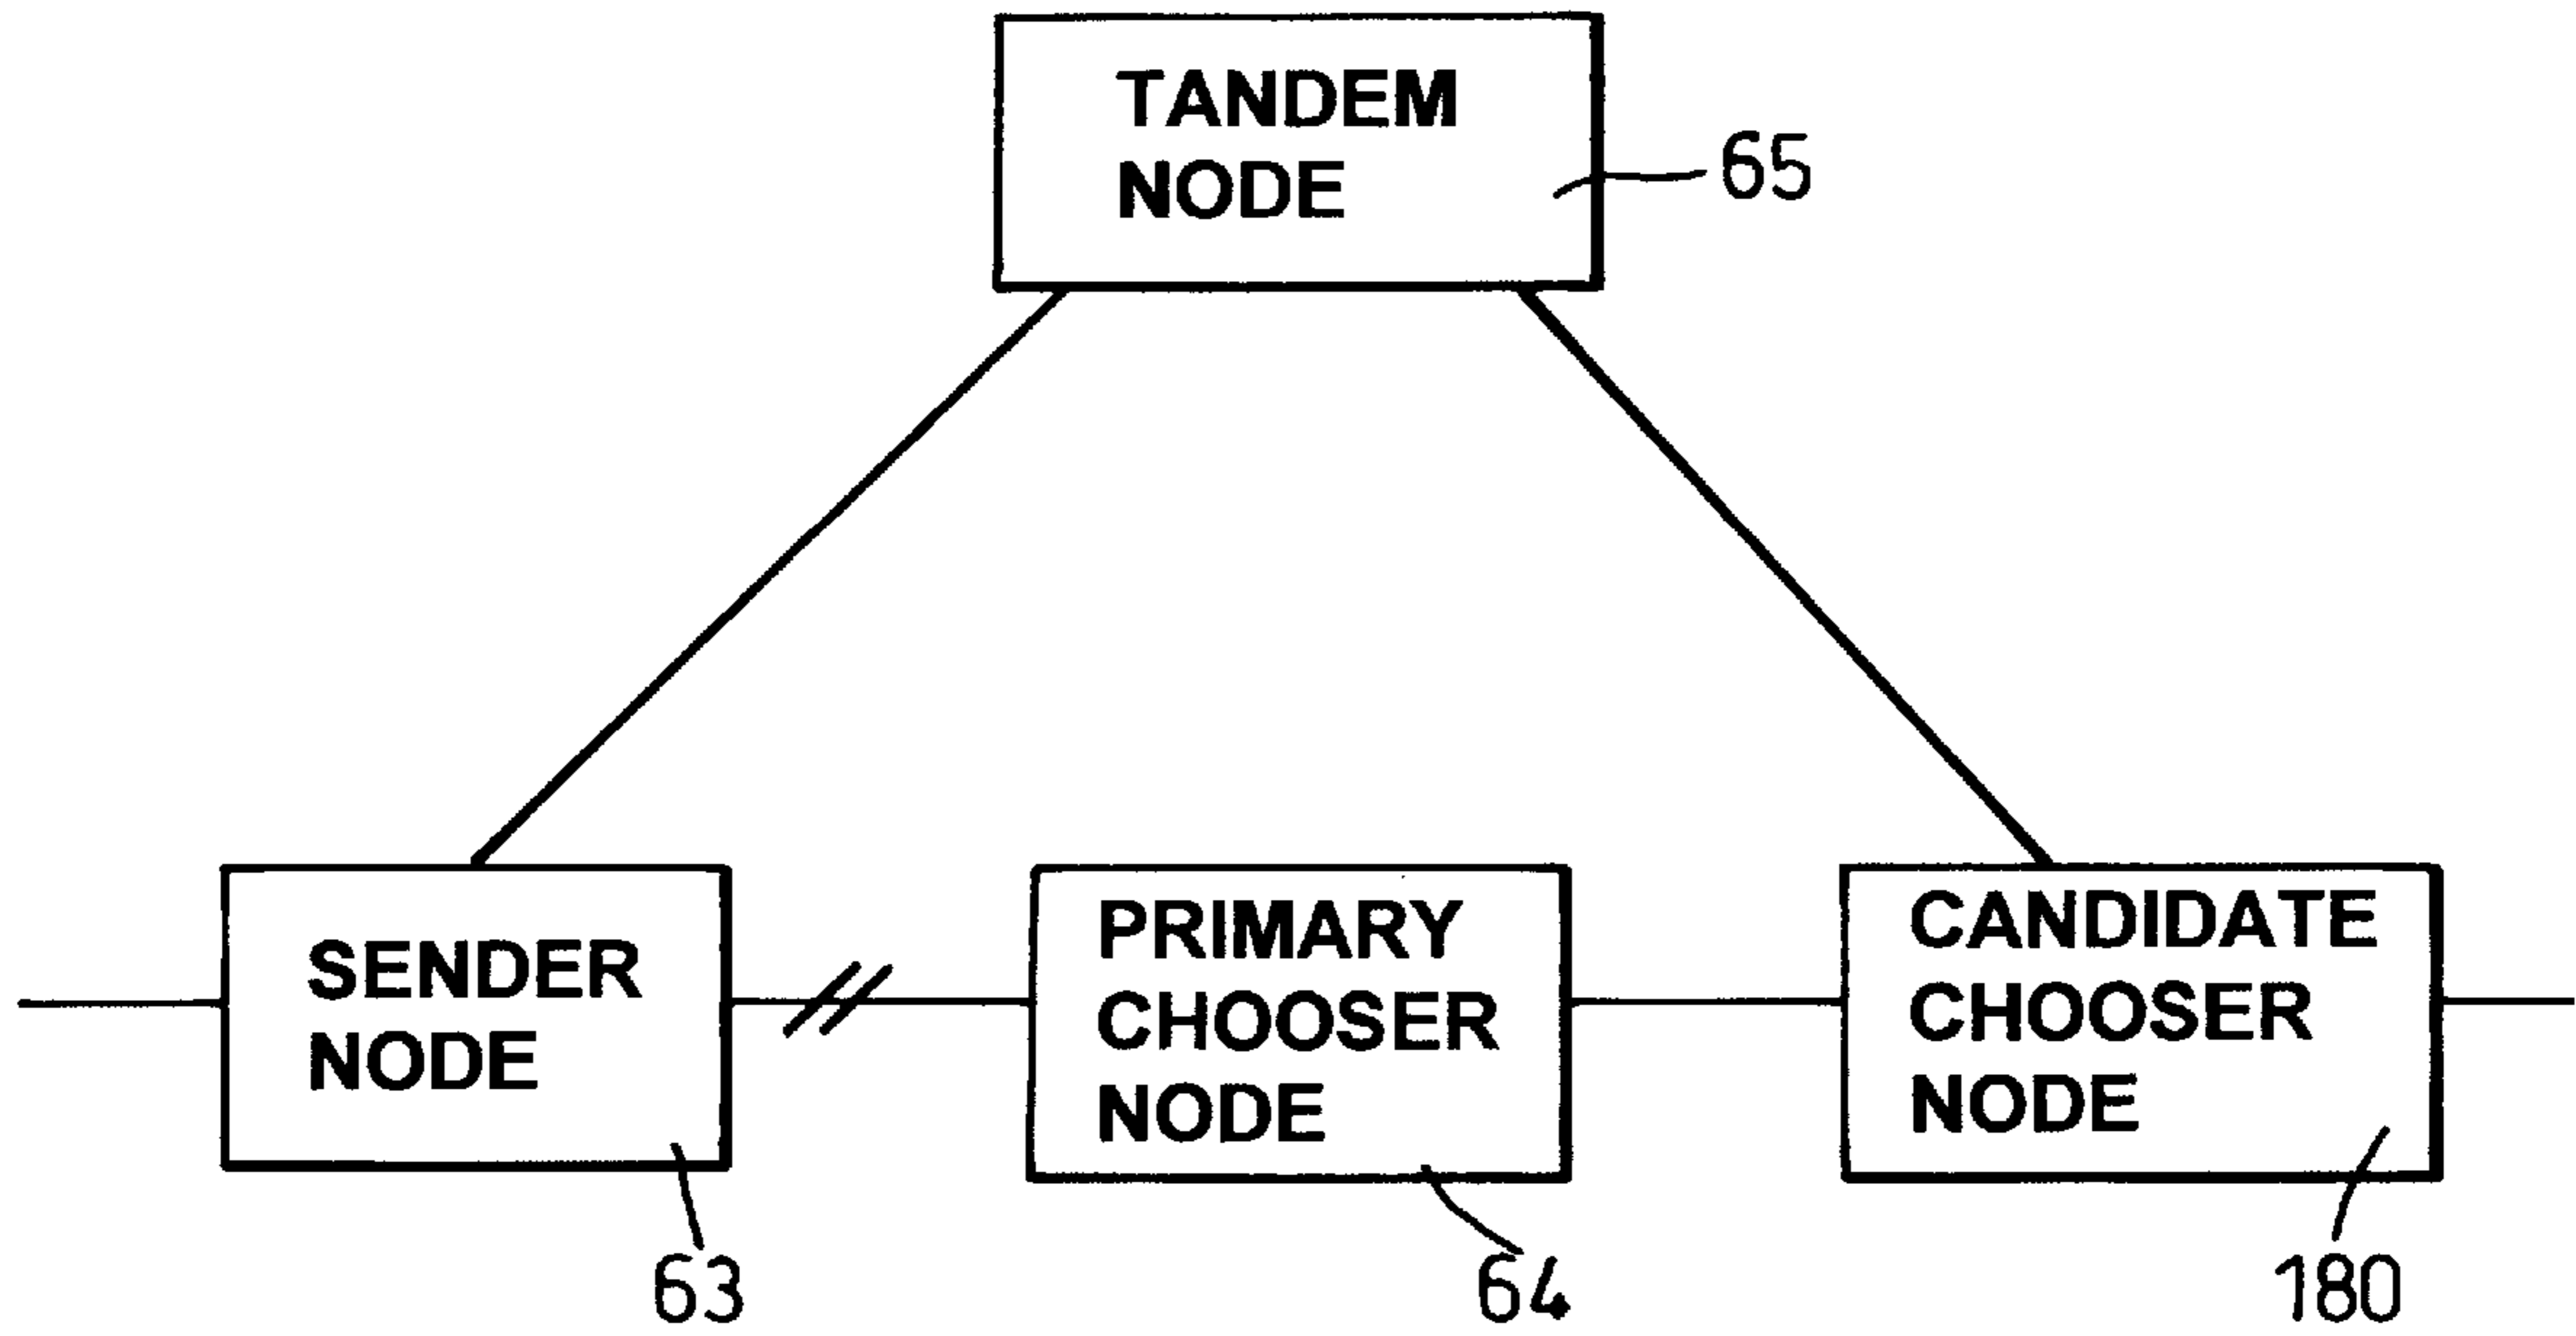 TANDEM
NODE
65
SENDER
NODE
PRIMARY
CHOOSER
NODE
CANDIDATE
CHOOSER
NODE
63
64
180